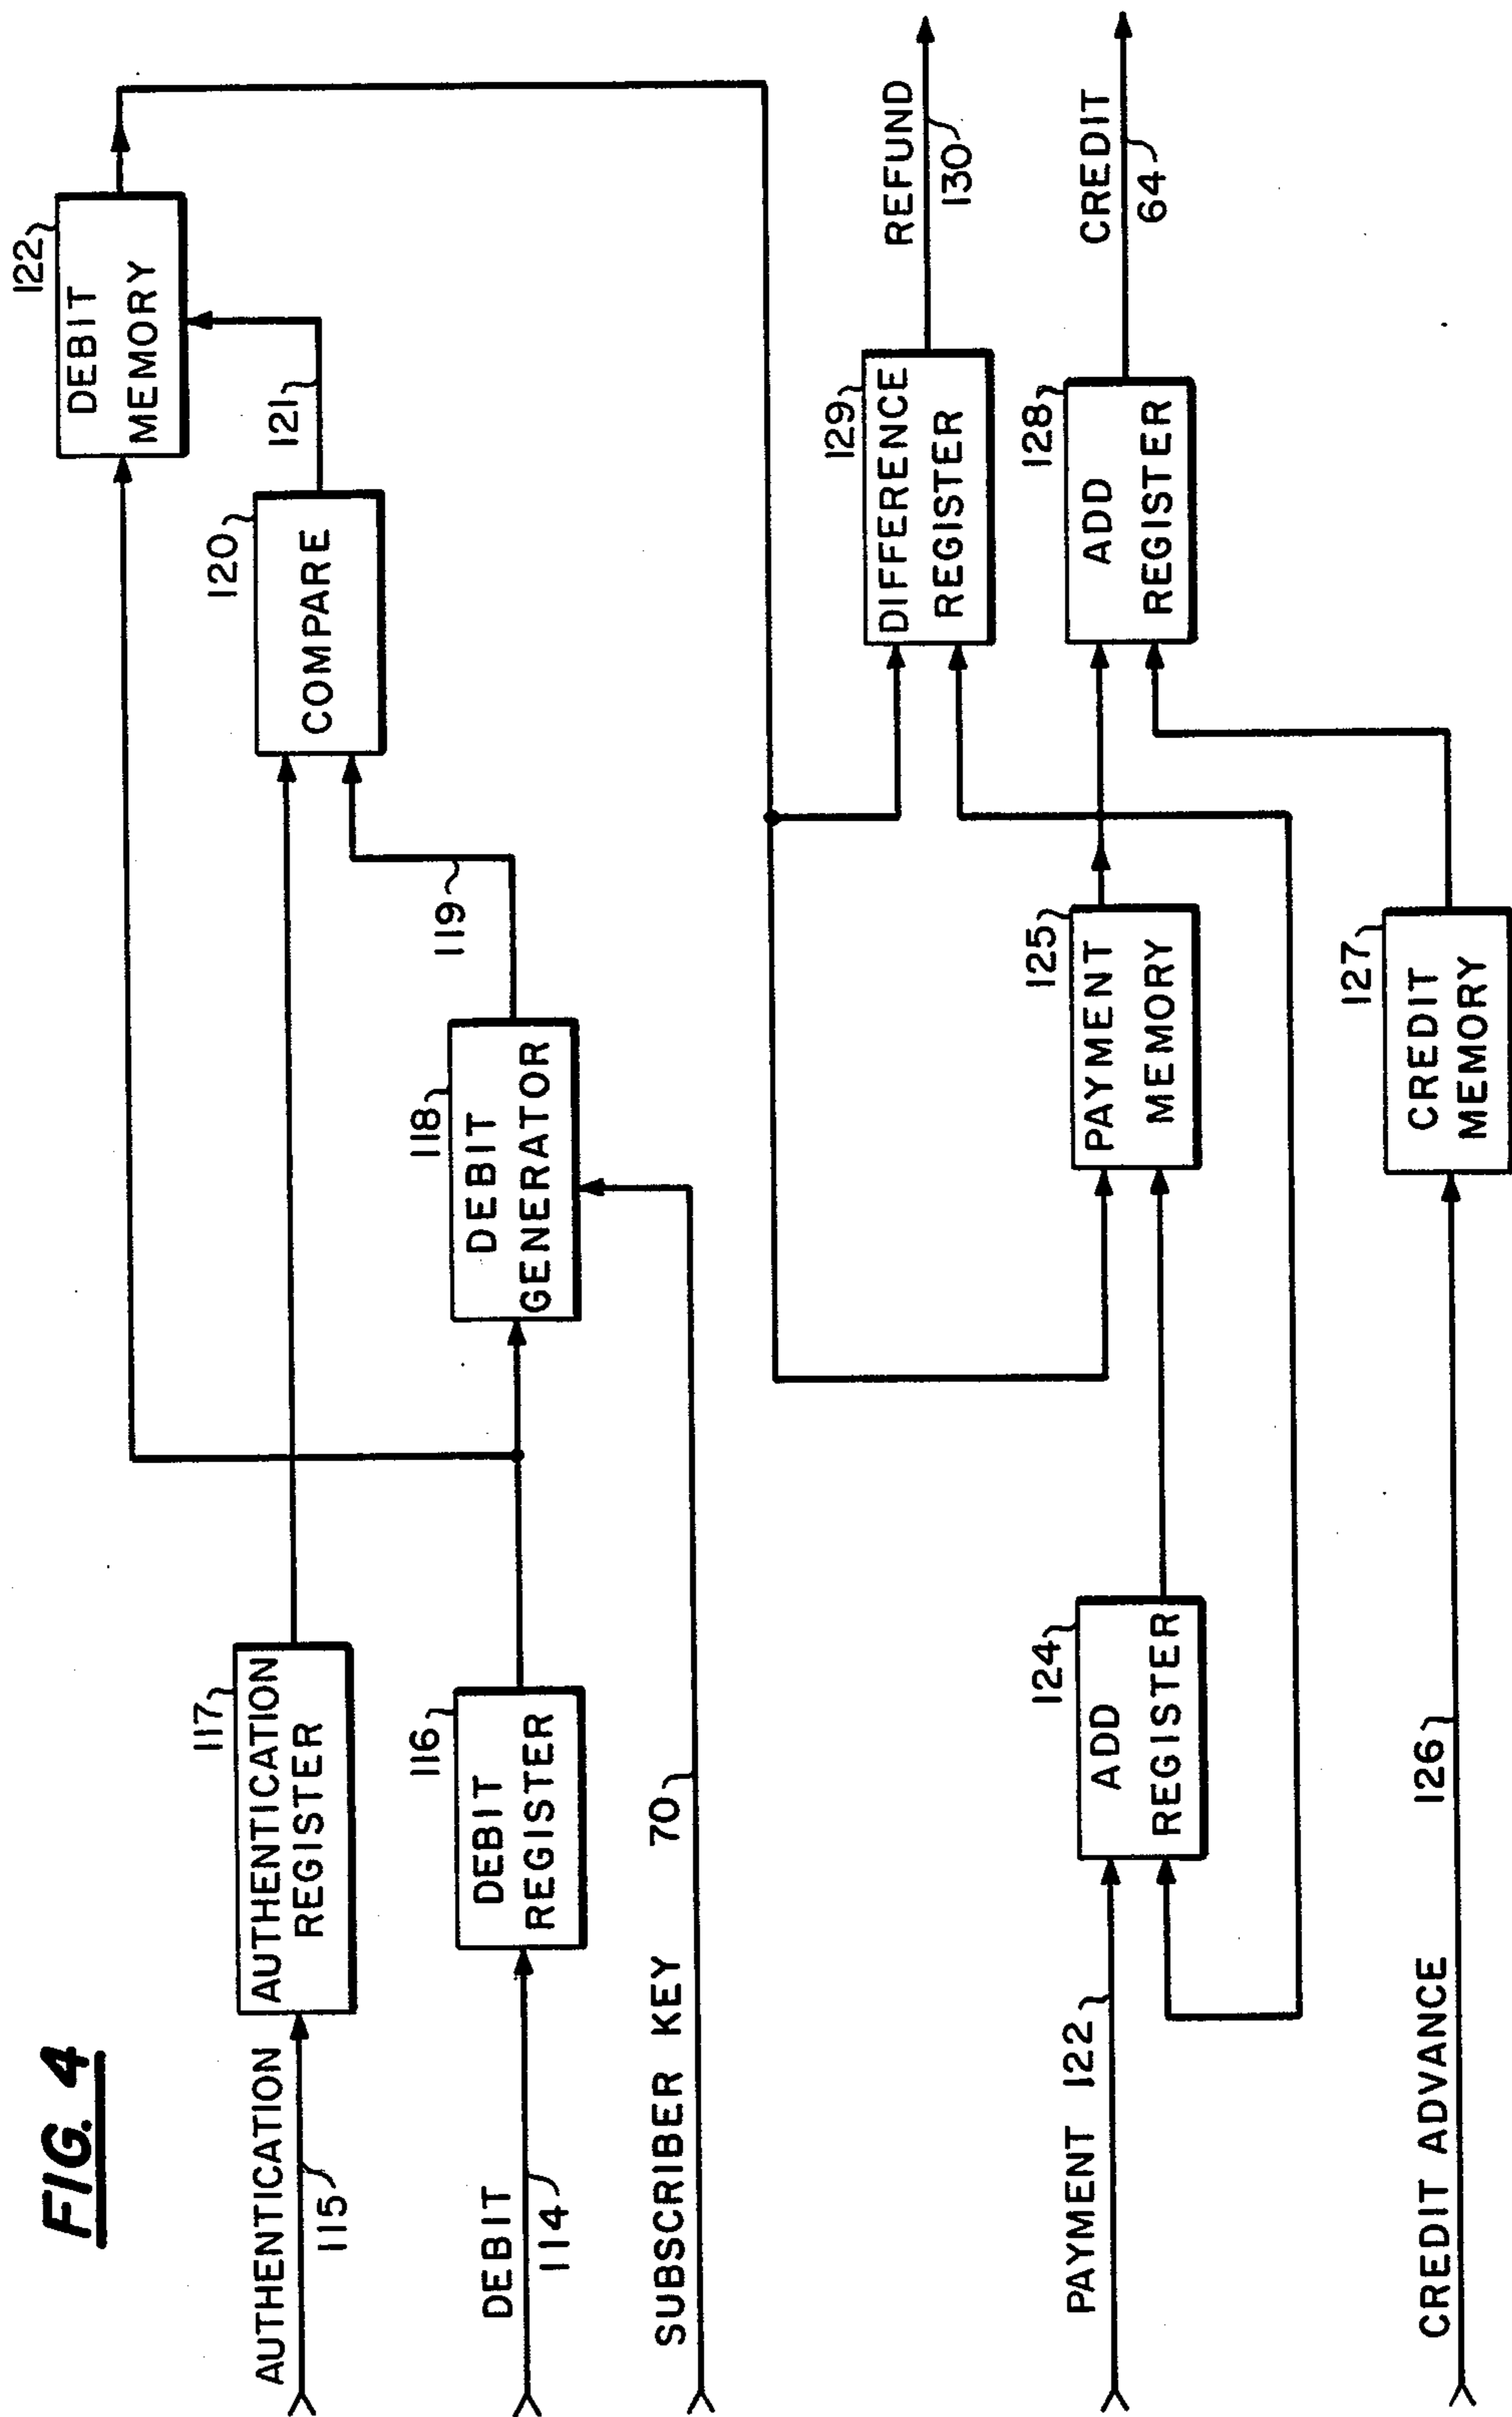 FIG. 4
AUTHENTICATION
115
117
AUTHENTICATION
REGISTER
DEBIT
114
116
DEBIT
REGISTER
SUBSCRIBER KEY 70
118
DEBIT
GENERATOR
119
120
COMPARE
121
122
DEBIT
MEMORY
PAYMENT 122
124
ADD
REGISTER
125
PAYMENT
MEMORY
CREDIT ADVANCE 126
127
CREDIT
MEMORY
129
DIFFERENCE
REGISTER
128
ADD
REGISTER
REFUND
130
CREDIT
64